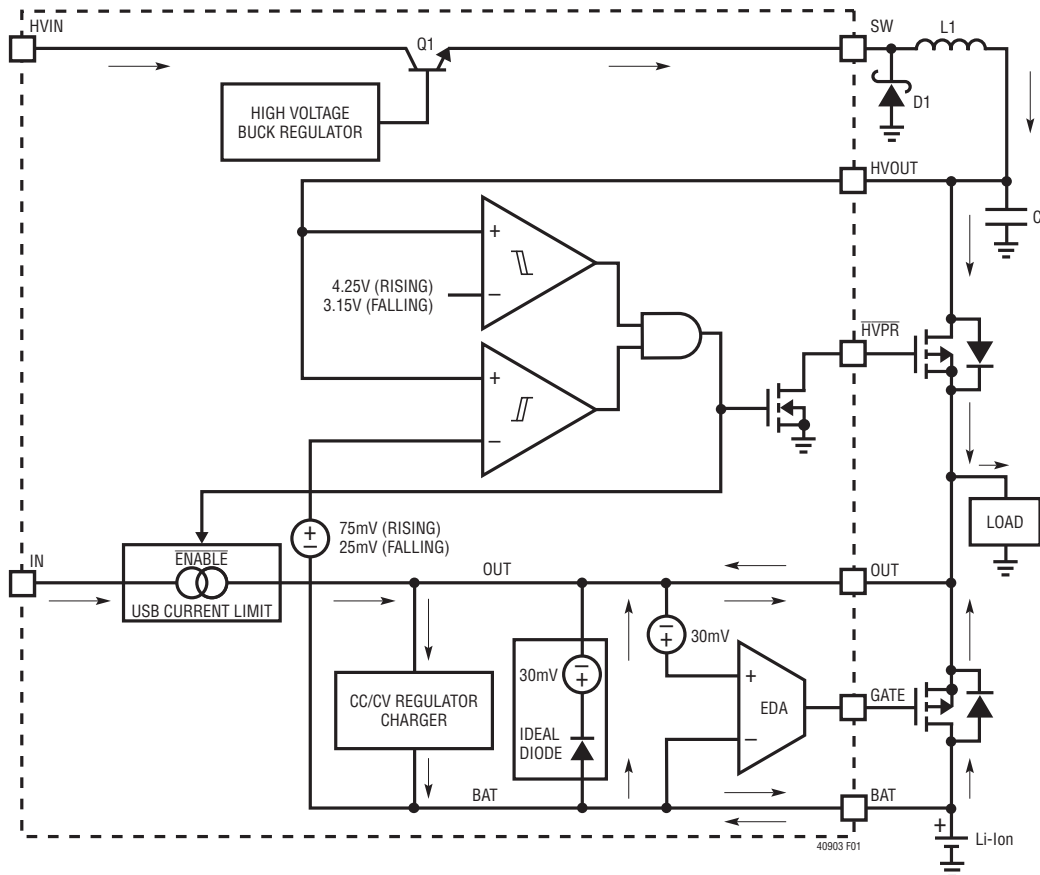 HVIN
Q1
SW
L1
HIGH VOLTAGE
BUCK REGULATOR
D1
HVOUT
C
+
4.25V (RISING)
3.15V (FALLING)
−
HVPR
+
−
LOAD
+
−
75mV (RISING)
25mV (FALLING)
IN
ENABLE
USB CURRENT LIMIT
OUT
OUT
−
+
30mV
30mV
−
+
+
EDA
−
GATE
CC/CV REGULATOR
CHARGER
IDEAL
DIODE
BAT
BAT
40903 F01
+
Li-Ion